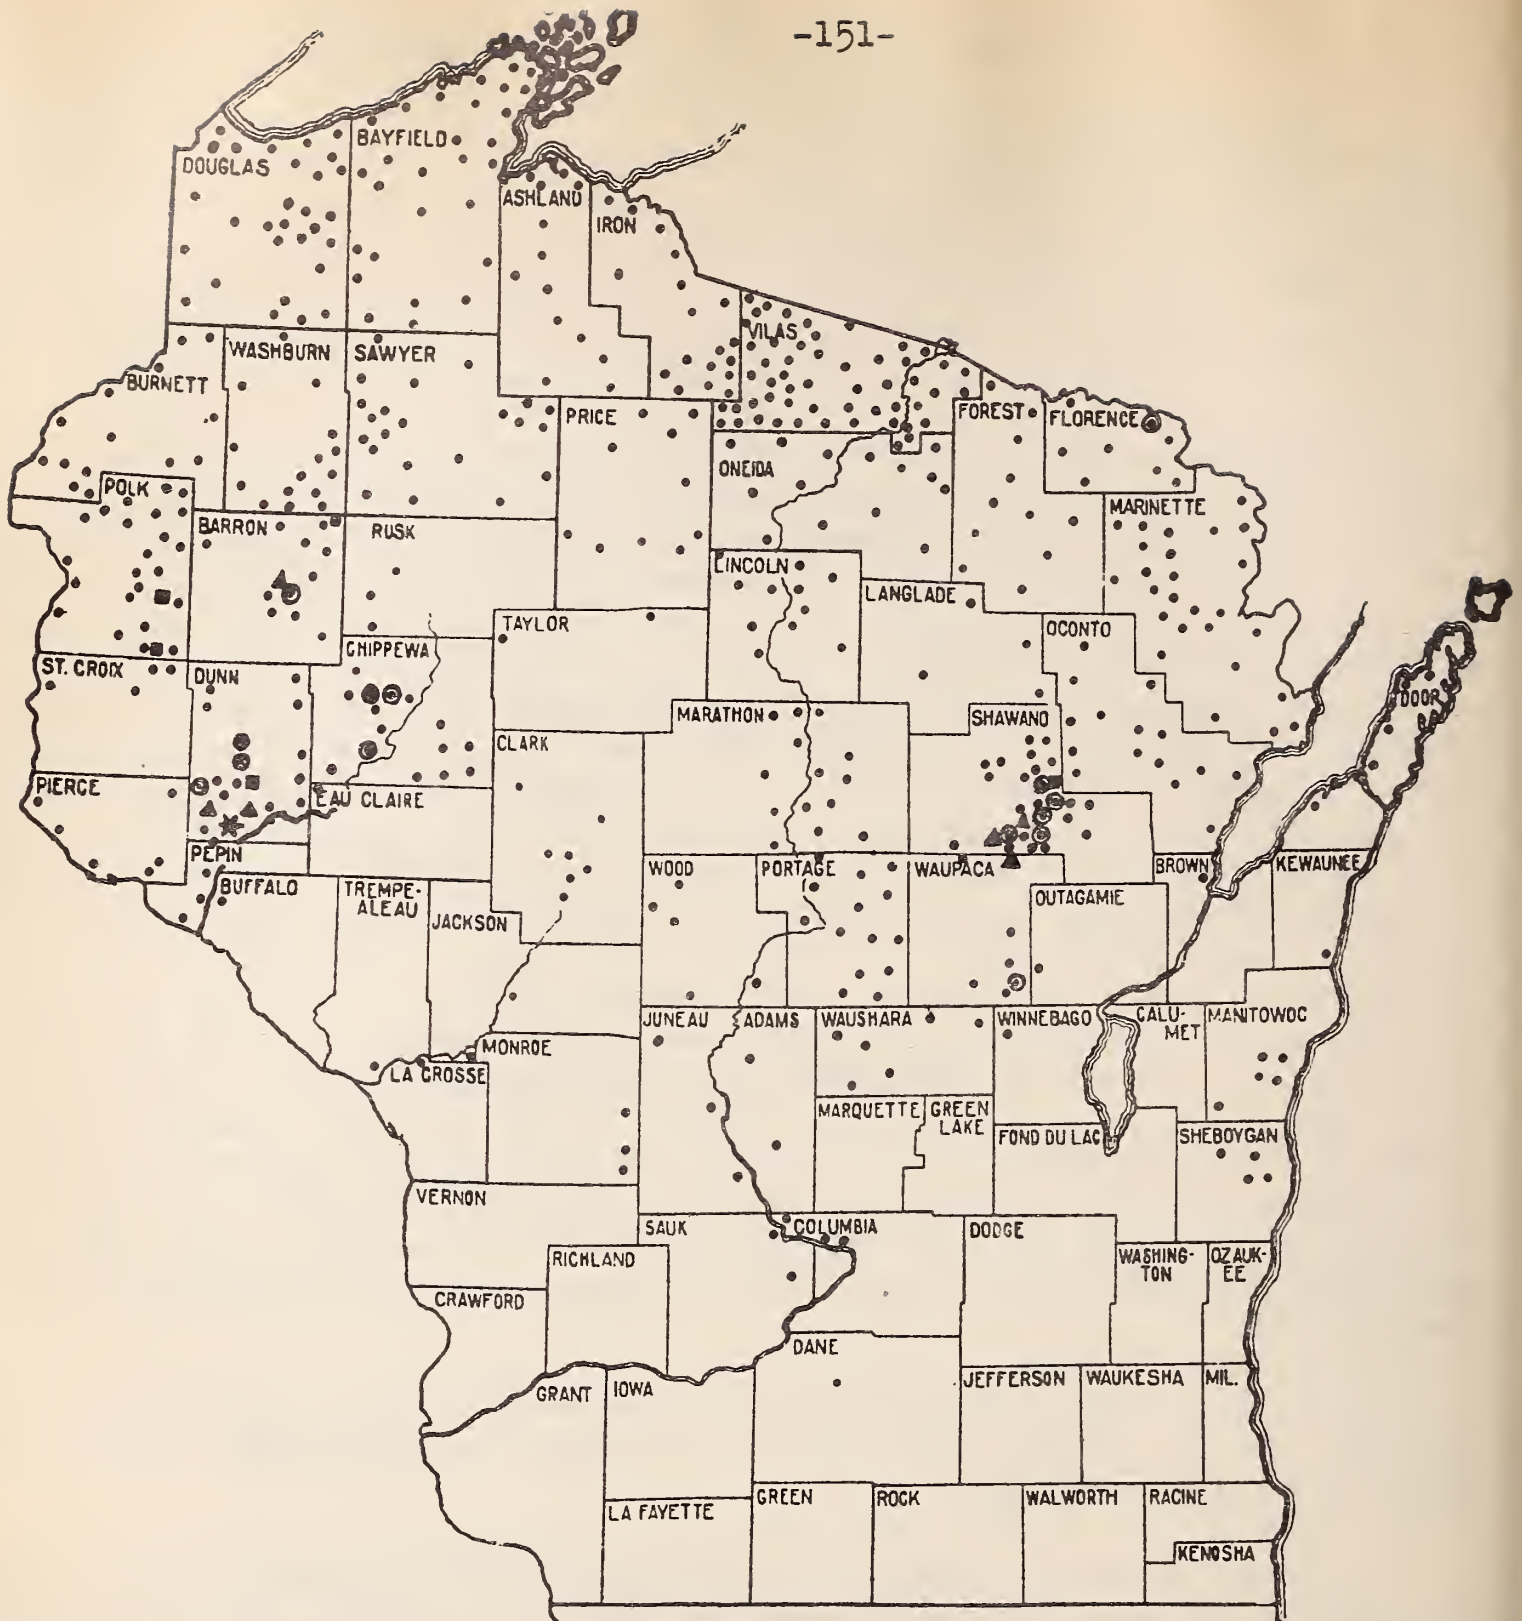 -151-
BAYFIELD
DOUGLAS
ASHLAND
IRON
VILAS
WASHBURN
SAWYER
BURNETT
PRICE
FOREST
FLORENCE
ONEIDA
POLK
MARINETTE
BARRON
RUSK
LINCOLN
LANGLADE
TAYLOR
OCONTO
CHIPPEWA
ST. CROIX
DUNN
DOOR
MARATHON
SHAWANO
CLARK
PIERCE
EAU CLAIRE
PEPIN
WOOD
PORTAGE
WAUPACA
BROWN
KEWAUNEE
BUFFALO
TREMPE-
ALEAU
OUTAGAMIE
JACKSON
JUNEAU
ADAMS
WAUSHARA
WINNEBAGO
CALU-
MET
MANITOWOC
MONROE
LA CROSSE
MARQUETTE
GREEN
LAKE
FOND DU LAC
SHEBOYGAN
VERNON
SAUK
COLUMBIA
DODGE
RICHLAND
WASHING-
TON
OZAUK-
EE
CRAWFORD
DANE
GRANT
IOWA
JEFFERSON
WAUKESHA
MIL.
GREEN
ROCK
WALWORTH
RACINE
LA FAYETTE
KENOSHA